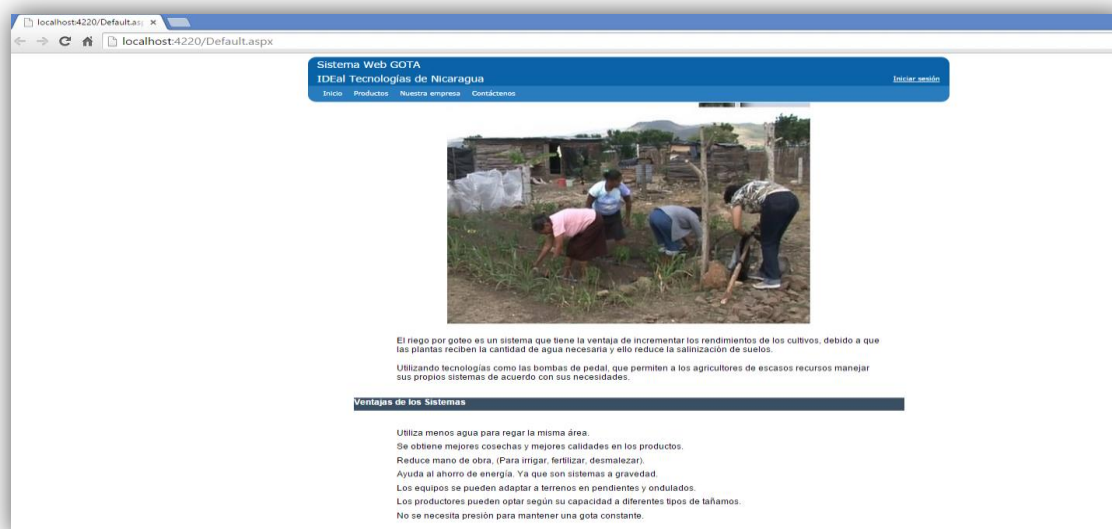 localhost:4220/Default.as
localhost:4220/Default.aspx
Sistema Web GOTA
IDEal Tecnologías de Nicaragua
Iniciar sesión
Inicio Productos Nuestra empresa Contáctenos
El riego por goteo es un sistema que tiene la ventaja de incrementar los rendimientos de los cultivos, debido a que
las plantas reciben la cantidad de agua necesaria y ello reduce la salinización de suelos.
Utilizando tecnologías como las bombas de pedal, que permiten a los agricultores de escasos recursos manejar
sus propios sistemas de acuerdo con sus necesidades.
Ventajas de los Sistemas
Utiliza menos agua para regar la misma área.
Se obtiene mejores cosechas y mejores calidades en los productos.
Reduce mano de obra, (Para irrigar, fertilizar, desmalezar).
Ayuda al ahorro de energía. Ya que son sistemas a gravedad.
Los equipos se pueden adaptar a terrenos en pendientes y ondulados.
Los productores pueden optar según su capacidad a diferentes tipos de tañamos.
No se necesita presión para mantener una gota constante.